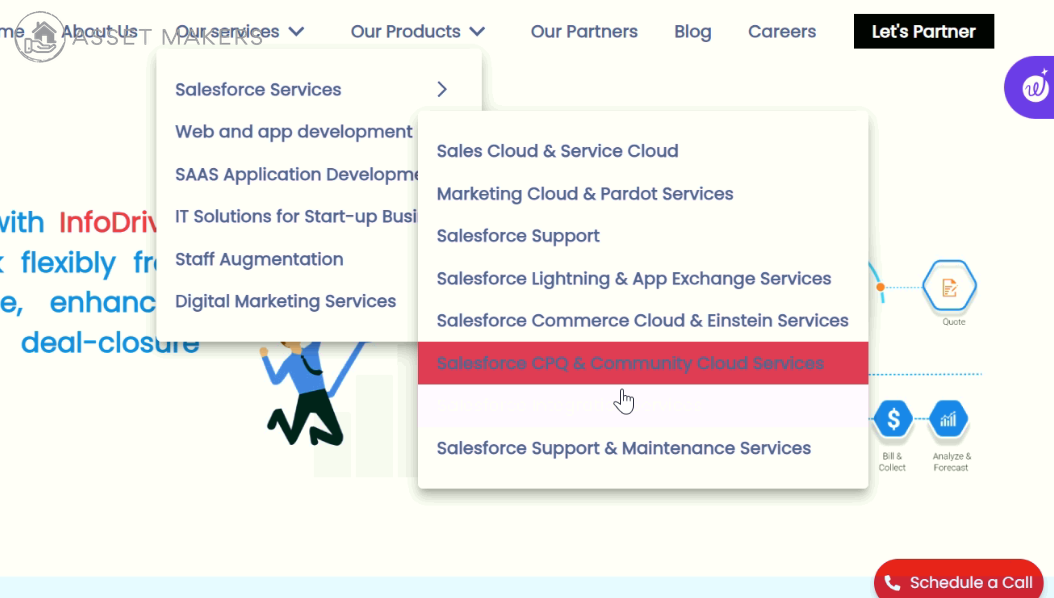 me About Us Our services Our Products Our Partners Blog Careers Let's Partner
ASSET MAKERS
Salesforce Services
Web and app development
SAAS Application Developme
IT Solutions for Start-up Busi
Staff Augmentation
Digital Marketing Services
Sales Cloud & Service Cloud
Marketing Cloud & Pardot Services
Salesforce Support
Salesforce Lightning & App Exchange Services
Salesforce Commerce Cloud & Einstein Services
Salesforce CPQ & Community Cloud Services
Salesforce Support & Maintenance Services
with InfoDriv
flexibly fr
e, enhanc
deal-closure
Quote
Bill &
Collect
Analyze &
Forecast
Schedule a Call